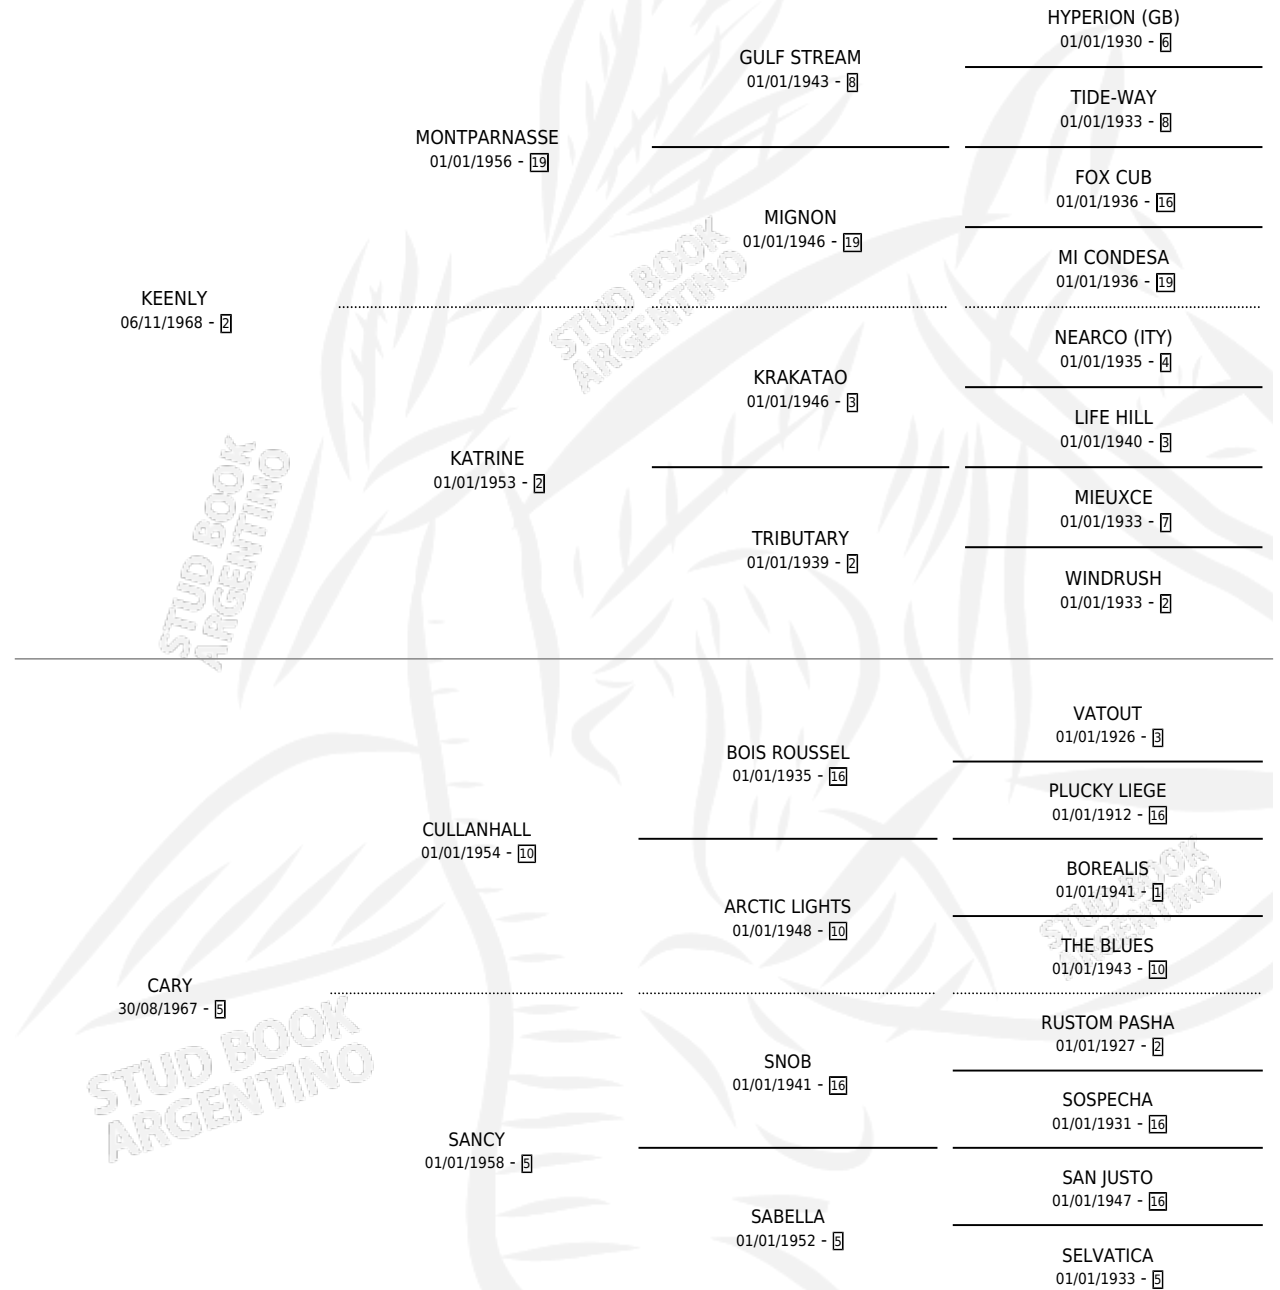 HYPERION (GB)
01/01/1930 - 6
GULF STREAM
01/01/1943 - 8
TIDE-WAY
01/01/1933 - 8
MONTPARNASSE
01/01/1956 - 19
FOX CUB
01/01/1936 - 16
MIGNON
01/01/1946 - 19
MI CONDESA
01/01/1936 - 19
KEENLY
06/11/1968 - 2
STUD BOOK
ARGENTINO
NEARCO (ITY)
01/01/1935 - 4
KRAKATAO
01/01/1946 - 3
LIFE HILL
01/01/1940 - 3
KATRINE
01/01/1953 - 2
MIEUXCE
01/01/1933 - 7
TRIBUTARY
01/01/1939 - 2
WINDRUSH
01/01/1933 - 2
STUD BOOK
ARGENTINO
VATOUT
01/01/1926 - 3
BOIS ROUSSEL
01/01/1935 - 16
PLUCKY LIEGE
01/01/1912 - 16
CULLANHALL
01/01/1954 - 10
BOREALIS
01/01/1941 - 1
ARCTIC LIGHTS
01/01/1948 - 10
THE BLUES
01/01/1943 - 10
STUD BOOK
ARGENTINO
CARY
30/08/1967 - 5
STUD BOOK
ARGENTINO
RUSTOM PASHA
01/01/1927 - 2
SNOB
01/01/1941 - 16
SOSPECHA
01/01/1931 - 16
SANCY
01/01/1958 - 5
SAN JUSTO
01/01/1947 - 16
SABELLA
01/01/1952 - 5
SELVATICA
01/01/1933 - 5